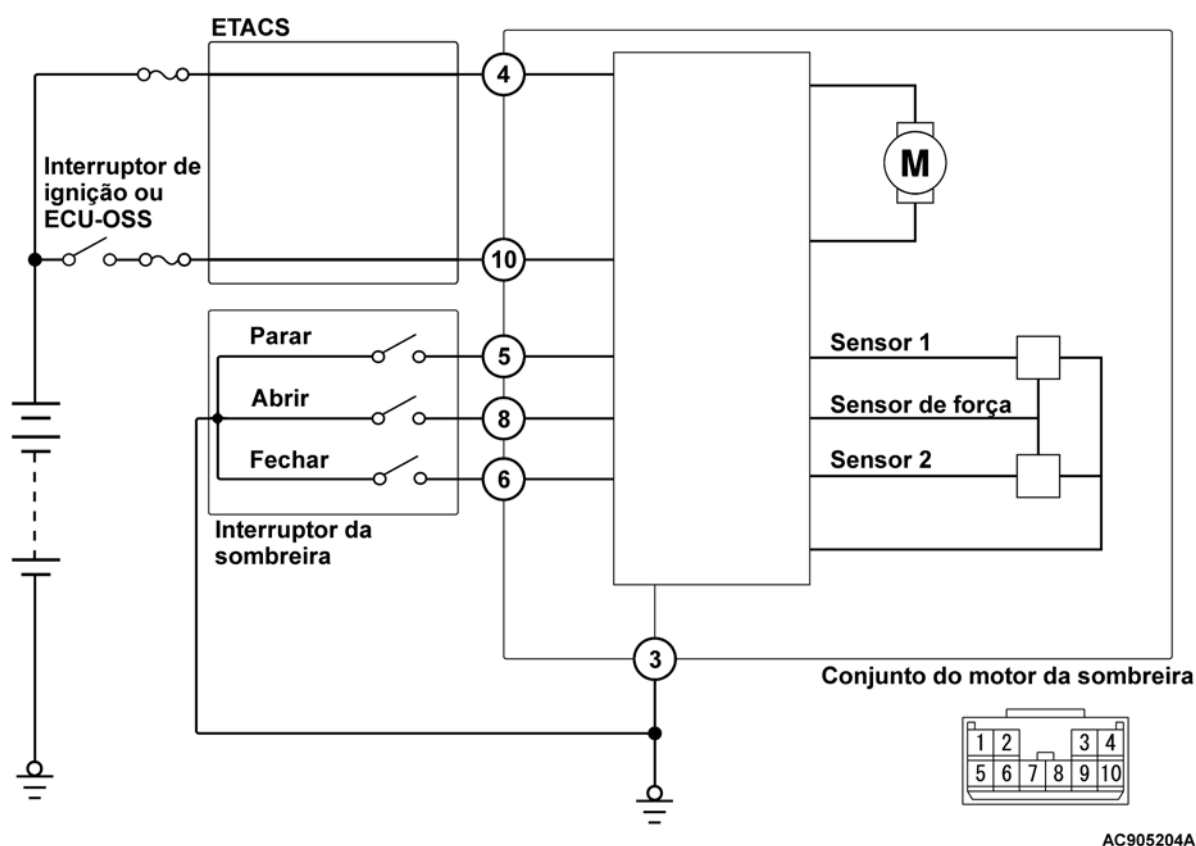 ETACS
4
Interruptor de
ignição ou
ECU-OSS
M
10
Parar
5
Sensor 1
Abrir
8
Sensor de força
Fechar
6
Sensor 2
Interruptor da
sombreira
3
Conjunto do motor da sombreira
1 2 3 4
5 6 7 8 9 10
AC905204A